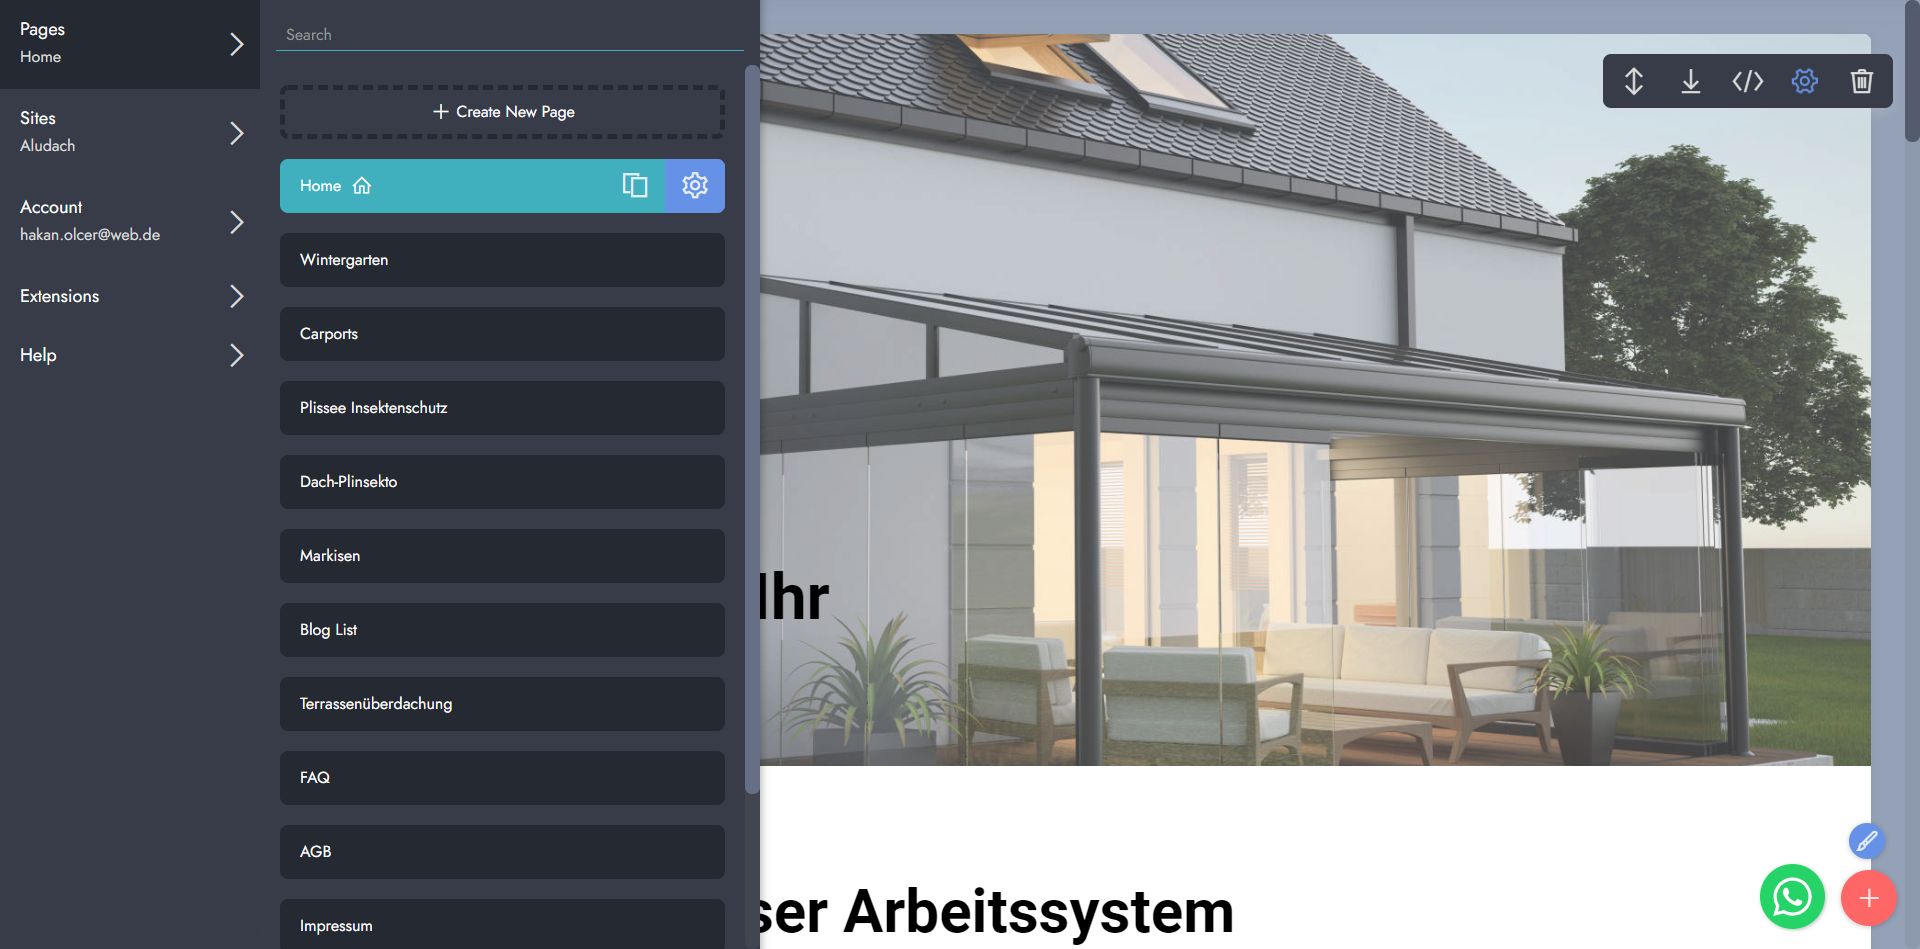 Pages
Home
Sites
Aludach
Account
hakan.olcer@web.de
Extensions
Help
Search
Create New Page
Home
Wintergarten
Carports
Plissee Insektenschutz
Dach-Plinsekto
Markisen
Blog List
Terrassenüberdachung
FAQ
AGB
Impressum
Ihr
ser Arbeitssystem